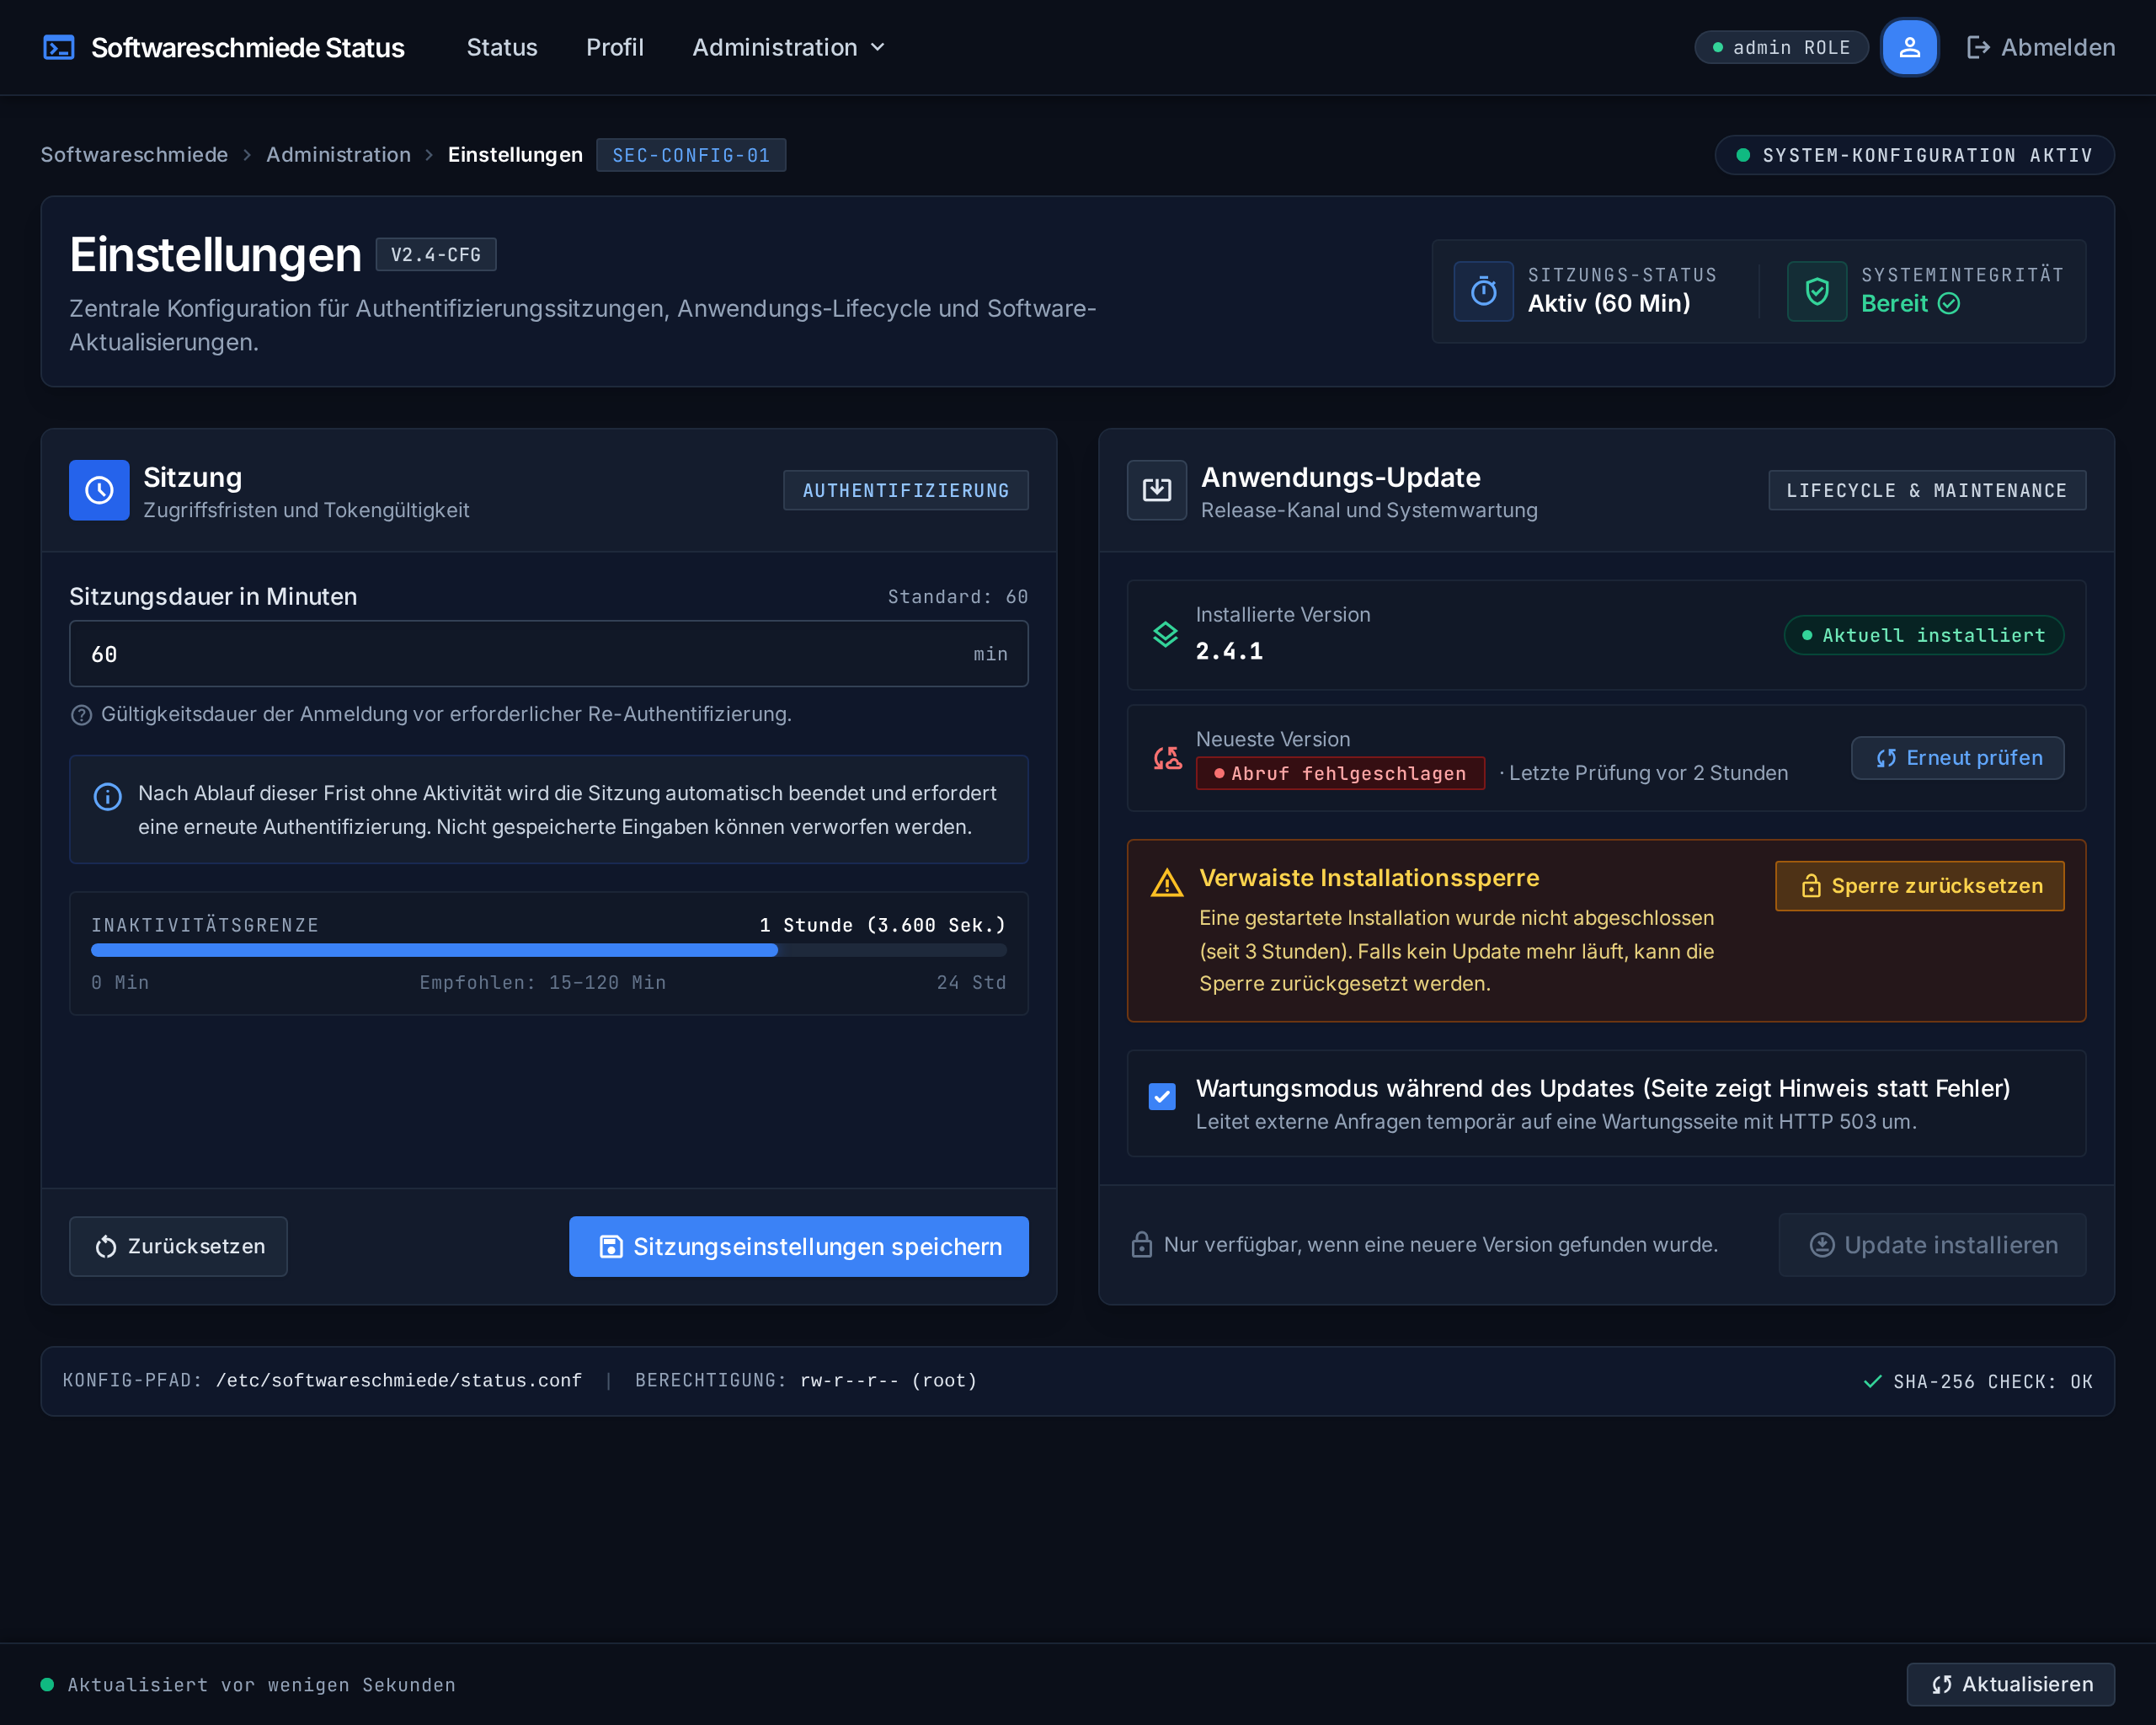 Softwareschmiede Status
Status
Profil
Administration
admin ROLE
Abmelden
Softwareschmiede
Administration
Einstellungen
SEC-CONFIG-01
SYSTEM-KONFIGURATION AKTIV
Einstellungen
V2.4-CFG
Zentrale Konfiguration für Authentifizierungssitzungen, Anwendungs-Lifecycle und Software-
Aktualisierungen.
SITZUNGS-STATUS
Aktiv (60 Min)
SYSTEMINTEGRITÄT
Bereit
Sitzung
Zugriffsfristen und Tokengültigkeit
AUTHENTIFIZIERUNG
Sitzungsdauer in Minuten
Standard: 60
60
min
Gültigkeitsdauer der Anmeldung vor erforderlicher Re-Authentifizierung.
Nach Ablauf dieser Frist ohne Aktivität wird die Sitzung automatisch beendet und erfordert
eine erneute Authentifizierung. Nicht gespeicherte Eingaben können verworfen werden.
INAKTIVITÄTSGRENZE
1 Stunde (3.600 Sek.)
0 Min
Empfohlen: 15–120 Min
24 Std
Zurücksetzen
Sitzungseinstellungen speichern
Anwendungs-Update
Release-Kanal und Systemwartung
LIFECYCLE & MAINTENANCE
Installierte Version
2.4.1
Aktuell installiert
Neueste Version
Abruf fehlgeschlagen
· Letzte Prüfung vor 2 Stunden
Erneut prüfen
Verwaiste Installationssperre
Eine gestartete Installation wurde nicht abgeschlossen
(seit 3 Stunden). Falls kein Update mehr läuft, kann die
Sperre zurückgesetzt werden.
Sperre zurücksetzen
Wartungsmodus während des Updates (Seite zeigt Hinweis statt Fehler)
Leitet externe Anfragen temporär auf eine Wartungsseite mit HTTP 503 um.
Nur verfügbar, wenn eine neuere Version gefunden wurde.
Update installieren
KONFIG-PFAD: /etc/softwareschmiede/status.conf | BERECHTIGUNG: rw-r--r-- (root)
SHA-256 CHECK: OK
Aktualisiert vor wenigen Sekunden
Aktualisieren